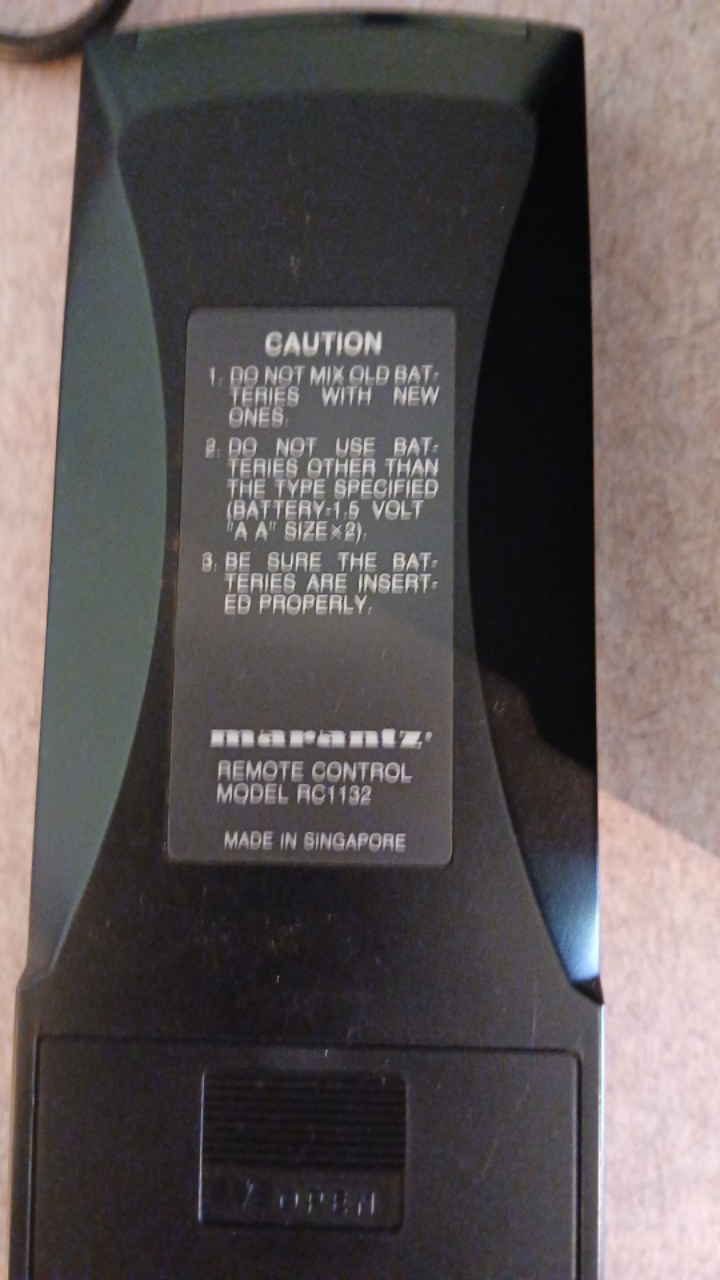 CAUTION
1. DO NOT MIX OLD BAT-
TERIES WITH NEW
ONES.
2. DO NOT USE BAT-
TERIES OTHER THAN
THE TYPE SPECIFIED
(BATTERY-1.5 VOLT
"A A" SIZE×2).
3. BE SURE THE BAT-
TERIES ARE INSERT-
ED PROPERLY.
marantz
REMOTE CONTROL
MODEL RC1132
MADE IN SINGAPORE
OPEN